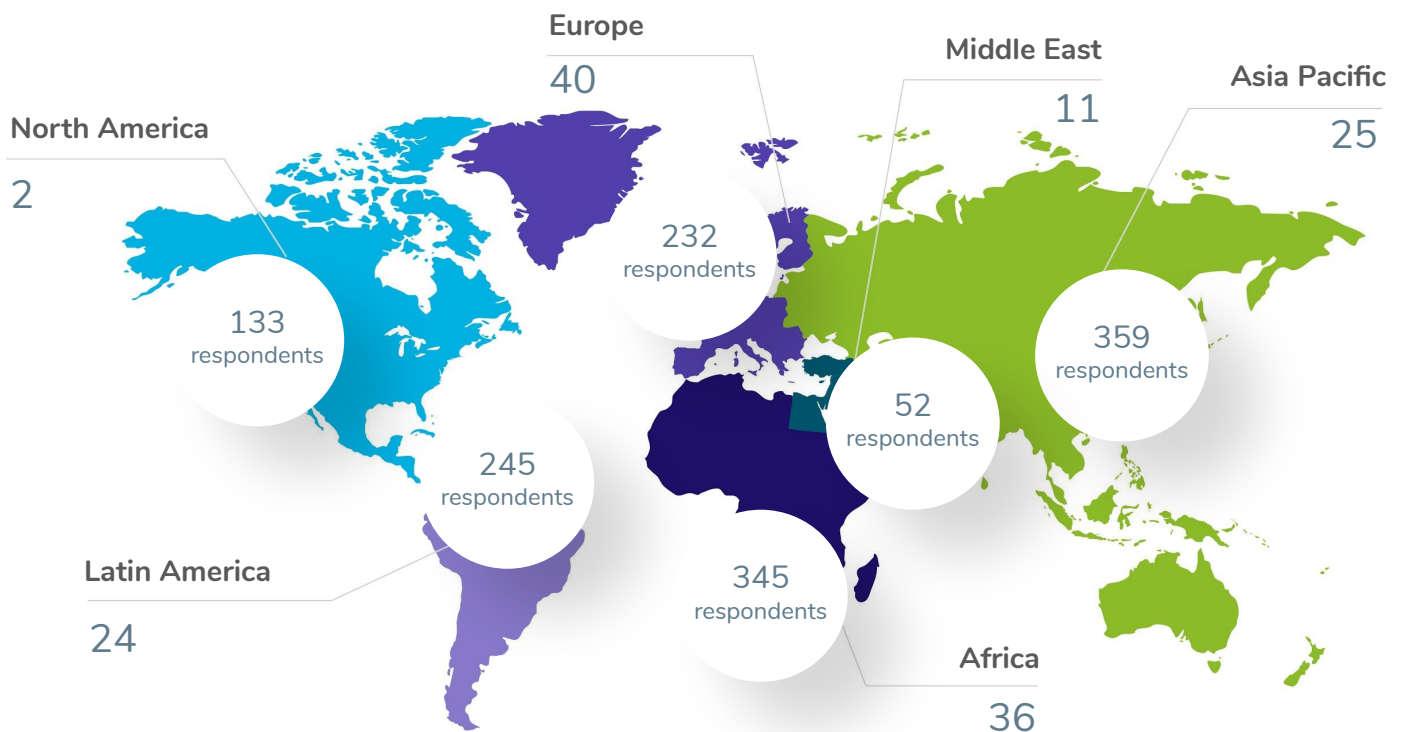 Europe
40
Middle East
11
Asia Pacific
25
North America
2
232
respondents
133
respondents
359
respondents
52
respondents
245
respondents
345
respondents
Latin America
24
Africa
36